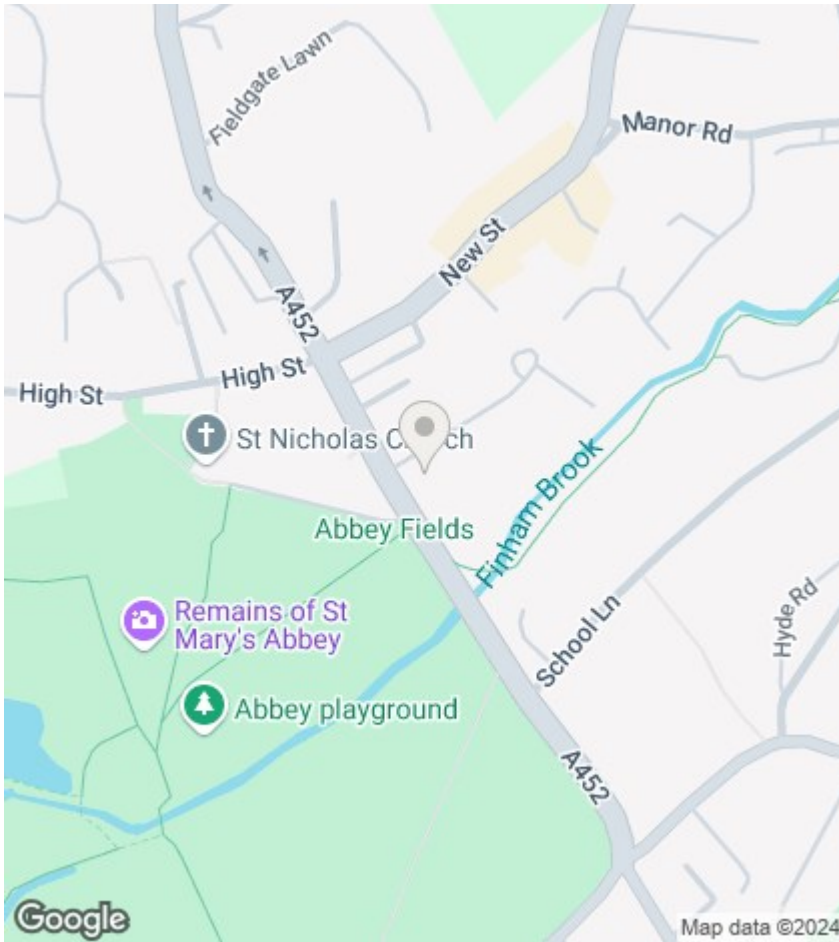 Fieldgate Lawn
Manor Rd
New St
A452
High St
High St
St Nicholas Ch
ch
Finham Brook
Abbey Fields
Remains of St
Mary's Abbey
School Ln
Hyde Rd
Abbey playground
A452
Google
Map data ©2024